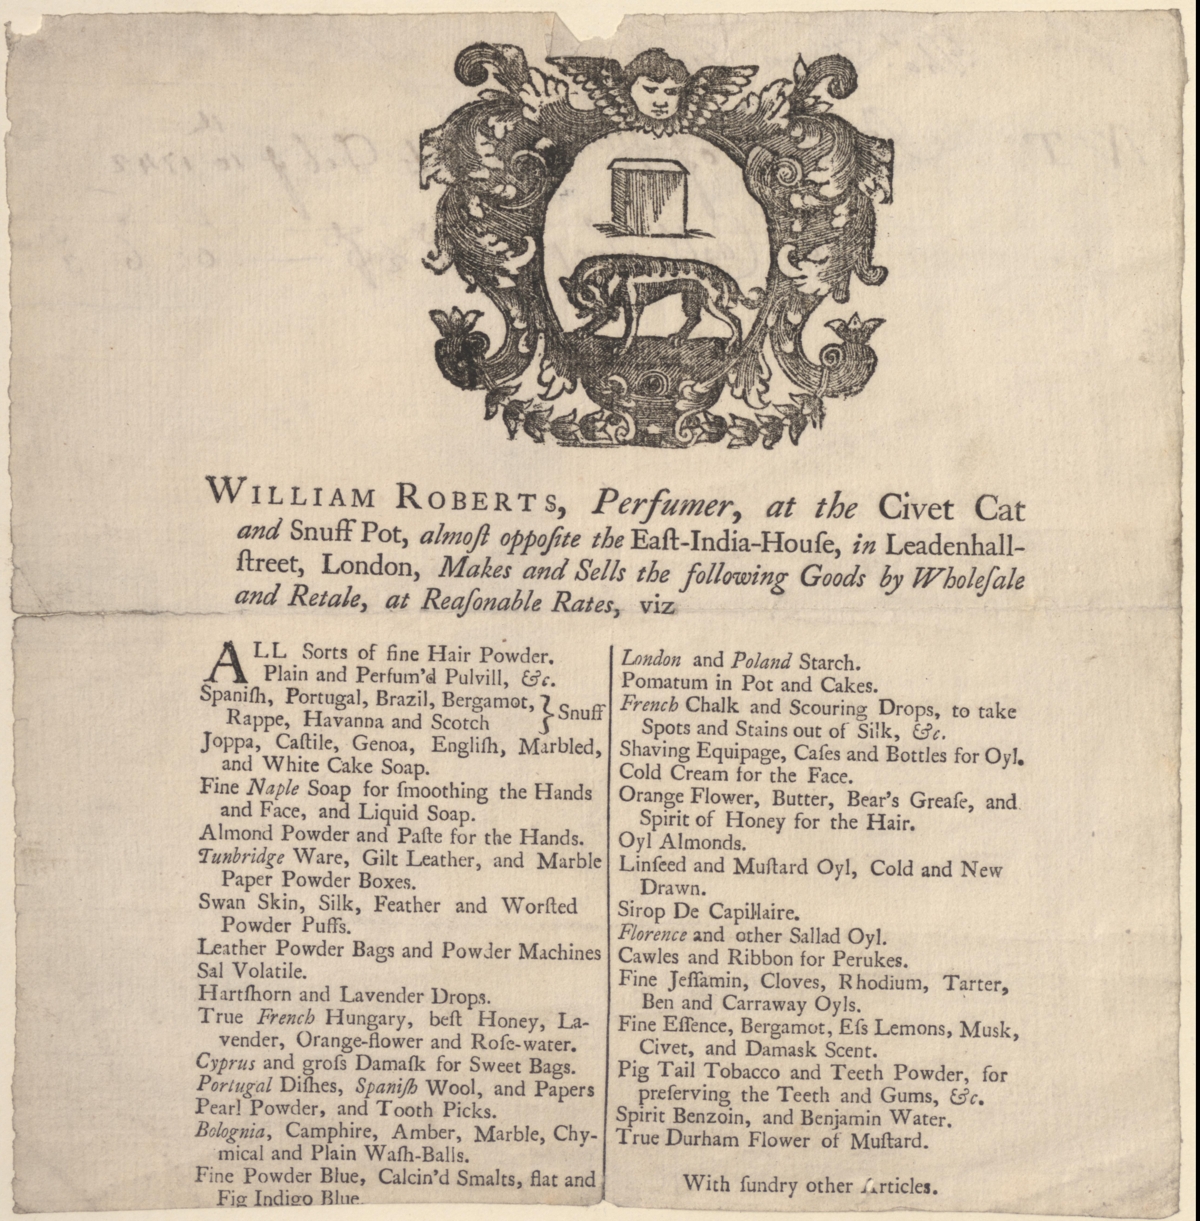 WILLIAM ROBERTS, Perfumer, at the Civet Cat
and Snuff Pot, almoſt oppoſite the Eaſt-India-Houſe, in Leadenhall-
ſtreet, London, Makes and Sells the following Goods by Wholeſale
and Retale, at Reaſonable Rates, viz
ALL Sorts of fine Hair Powder.
Plain and Perfum'd Pulvill, &c.
Spaniſh, Portugal, Brazil, Bergamot,
Rappe, Havanna and Scotch } Snuff
Joppa, Caſtile, Genoa, Engliſh, Marbled,
and White Cake Soap.
Fine Naple Soap for ſmoothing the Hands
and Face, and Liquid Soap.
Almond Powder and Paſte for the Hands.
Tunbridge Ware, Gilt Leather, and Marble
Paper Powder Boxes.
Swan Skin, Silk, Feather and Worſted
Powder Puffs.
Leather Powder Bags and Powder Machines
Sal Volatile.
Hartſhorn and Lavender Drops.
True French Hungary, beſt Honey, La-
vender, Orange-flower and Roſe-water.
Cyprus and groſs Damaſk for Sweet Bags.
Portugal Diſhes, Spaniſh Wool, and Papers
Pearl Powder, and Tooth Picks.
Bolognia, Camphire, Amber, Marble, Chy-
mical and Plain Waſh-Balls.
Fine Powder Blue, Calcin'd Smalts, flat and
Fig Indigo Blue.
London and Poland Starch.
Pomatum in Pot and Cakes.
French Chalk and Scouring Drops, to take
Spots and Stains out of Silk, &c.
Shaving Equipage, Caſes and Bottles for Oyl.
Cold Cream for the Face.
Orange Flower, Butter, Bear's Greaſe, and
Spirit of Honey for the Hair.
Oyl Almonds.
Linſeed and Muſtard Oyl, Cold and New
Drawn.
Sirop De Capillaire.
Florence and other Sallad Oyl.
Cawles and Ribbon for Perukes.
Fine Jeſſamin, Cloves, Rhodium, Tarter,
Ben and Carraway Oyls.
Fine Eſſence, Bergamot, Eſs Lemons, Musk,
Civet, and Damask Scent.
Pig Tail Tobacco and Teeth Powder, for
preſerving the Teeth and Gums, &c.
Spirit Benzoin, and Benjamin Water.
True Durham Flower of Muſtard.
With ſundry other Articles.